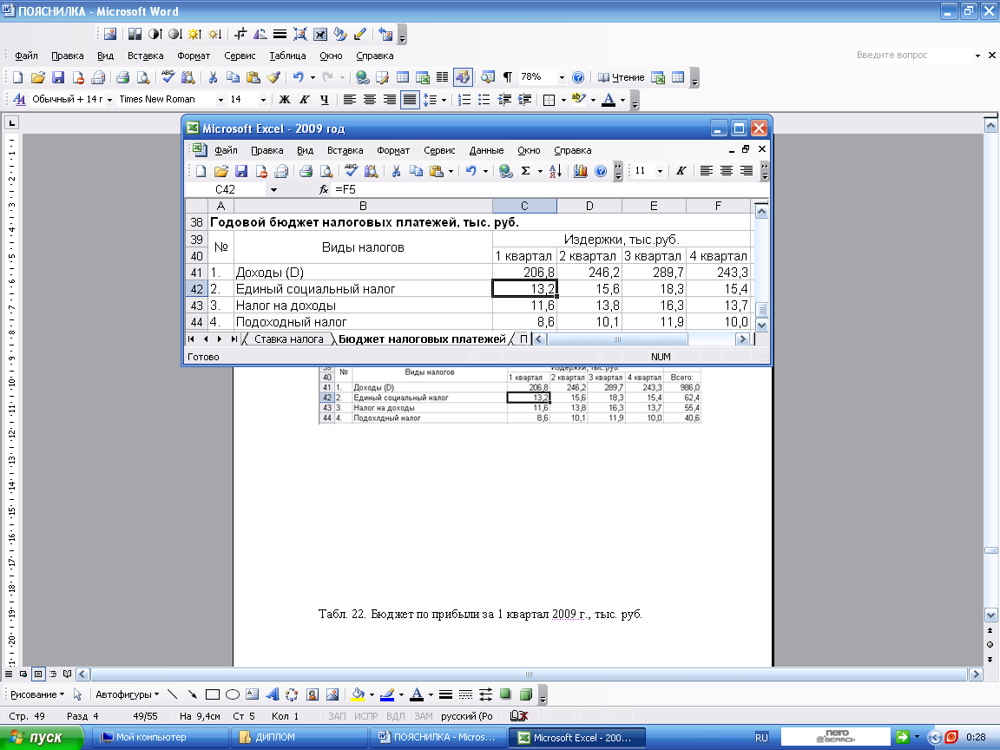 ПОЯСНИЛКА - Microsoft Word
Файл Правка Вид Вставка Формат Сервис Таблица Окно Справка Введите вопрос
78% Чтение
Обычный + 14 г Times New Roman 14 Ж К Ч
Microsoft Excel - 2009 год
Файл Правка Вид Вставка Формат Сервис Данные Окно Справка
11 К
C42 fx =F5
A B C D E F
38 Годовой бюджет налоговых платежей, тыс. руб.
39 № Виды налогов Издержки, тыс.руб.
40 1 квартал 2 квартал 3 квартал 4 квартал
41 1. Доходы (D) 206,8 246,2 289,7 243,3
42 2. Единый социальный налог 13,2 15,6 18,3 15,4
43 3. Налог на доходы 11,6 13,8 16,3 13,7
44 4. Подоходный налог 8,6 10,1 11,9 10,0
Ставка налога Бюджет налоговых платежей П
Готово NUM
39 № Виды налогов Издержки, тыс.руб.
40 1 квартал 2 квартал 3 квартал 4 квартал Всего:
41 1. Доходы (D) 206,8 246,2 289,7 243,3 986,0
42 2. Единый социальный налог 13,2 15,6 18,3 15,4 62,4
43 3. Налог на доходы 11,6 13,8 16,3 13,7 55,4
44 4. Подохлдный налог 8,6 10,1 11,9 10,0 40,6
Табл. 22. Бюджет по прибыли за 1 квартал 2009 г., тыс. руб.
Рисование Автофигуры
Стр. 49 Разд 4 49/55 На 9,4см Ст 5 Кол 1 ЗАП ИСПР ВДЛ ЗАМ русский (Ро
пуск Мой компьютер ДИПЛОМ ПОЯСНИЛКА - Micros... Microsoft Excel - 200... RU nero SEARCH 0:28